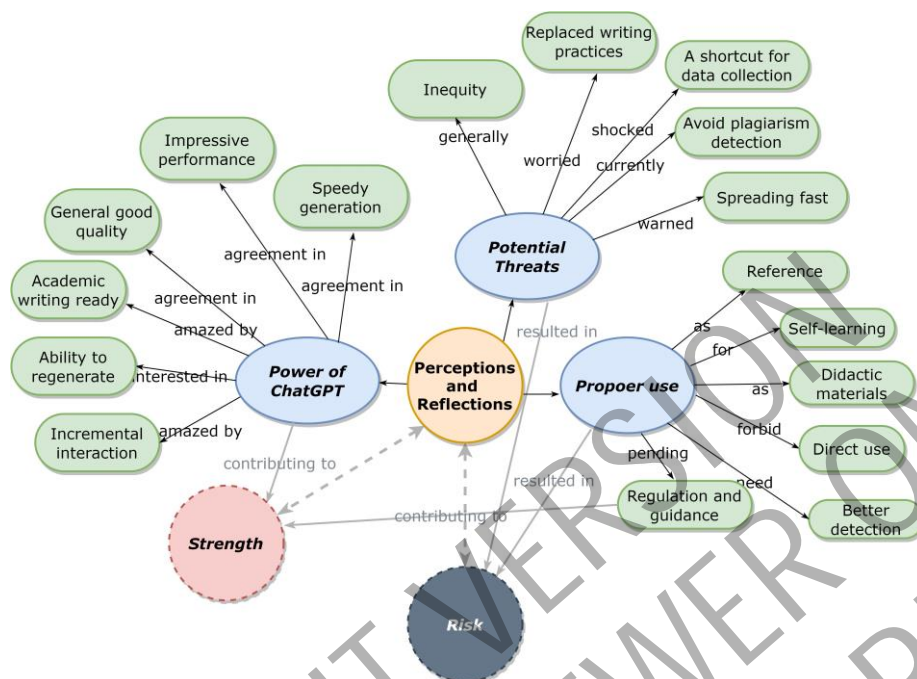 Replaced writing
practices
A shortcut for
data collection
Inequity
generally
shocked
Avoid plagiarism
detection
worried
currently
Impressive
performance
Speedy
generation
Spreading fast
warned
General good
quality
Potential
Threats
agreement in
Reference
agreement in
agreement in
Academic
writing ready
amazed by
resulted in
as
Self-learning
for
Ability to
regenerate
interested in
Power of
ChatGPT
Perceptions
and
Reflections
Propoer use
as
Didactic
materials
Incremental
interaction
amazed by
forbid
Direct use
pending
contributing to
resulted in
need
Regulation and
guidance
Better
detection
contributing to
Strength
Risk
VERSION